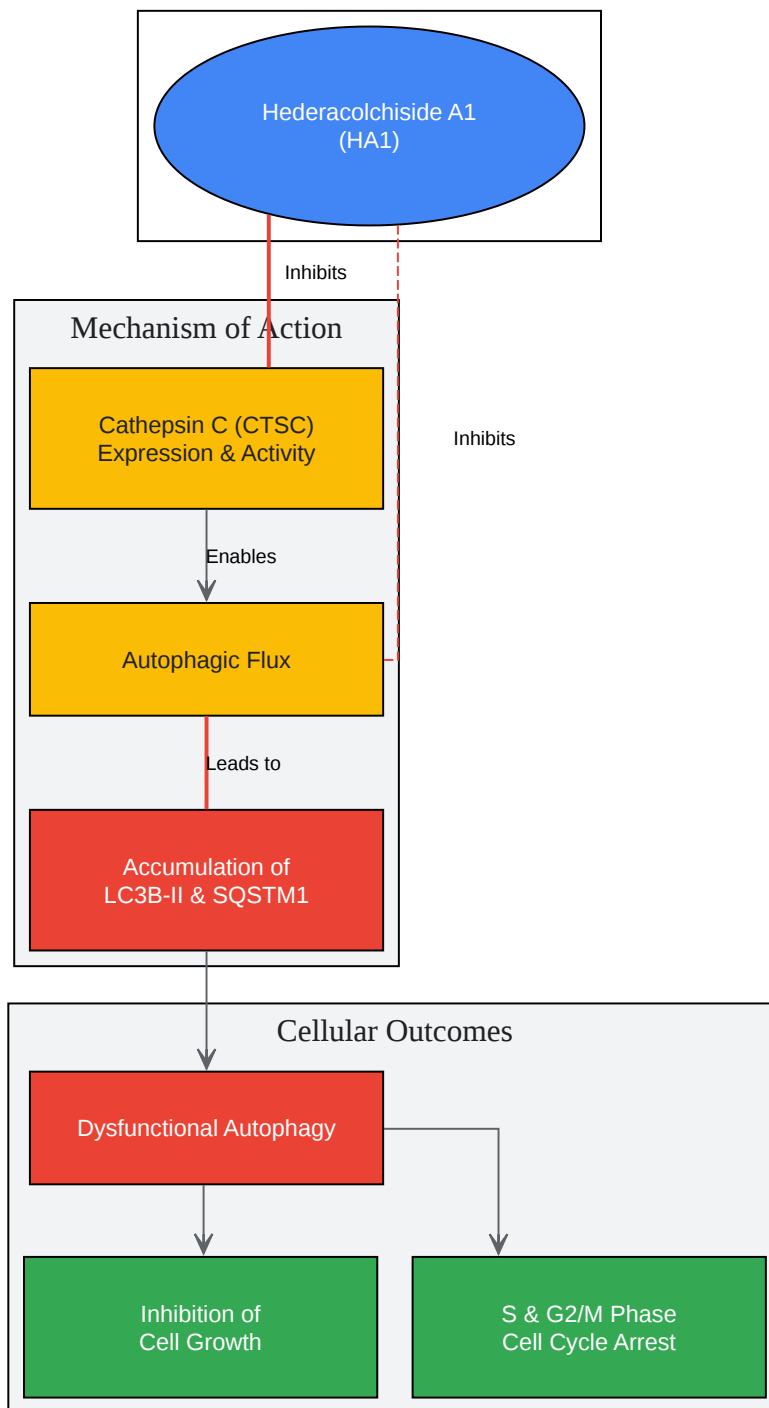 Hederacolchiside A1
(HA1)
Inhibits
Mechanism of Action
Cathepsin C (CTSC)
Expression & Activity
Inhibits
Enables
Autophagic Flux
Leads to
Accumulation of
LC3B-II & SQSTM1
Cellular Outcomes
Dysfunctional Autophagy
Inhibition of
Cell Growth
S & G2/M Phase
Cell Cycle Arrest